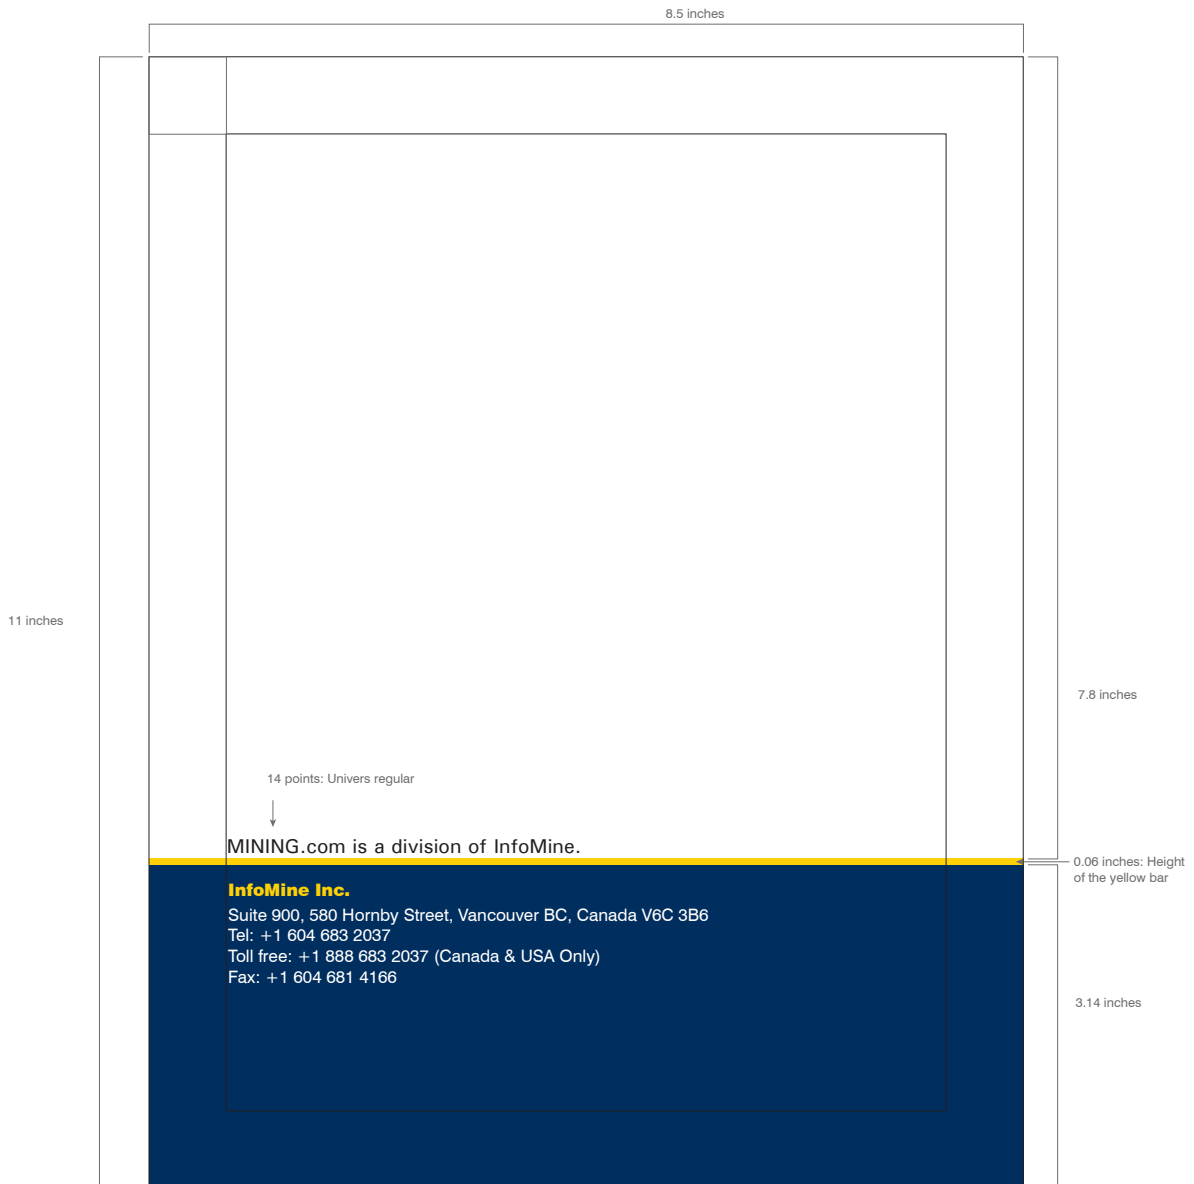 8.5 inches
11 inches
7.8 inches
14 points: Univers regular
MINING.com is a division of InfoMine.
0.06 inches: Height
of the yellow bar
InfoMine Inc.
Suite 900, 580 Hornby Street, Vancouver BC, Canada V6C 3B6
Tel: +1 604 683 2037
Toll free: +1 888 683 2037 (Canada & USA Only)
Fax: +1 604 681 4166
3.14 inches